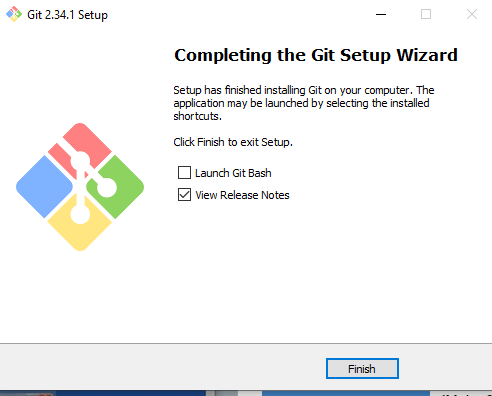 Git 2.34.1 Setup
Completing the Git Setup Wizard
Setup has finished installing Git on your computer. The
application may be launched by selecting the installed
shortcuts.
Click Finish to exit Setup.
Launch Git Bash
View Release Notes
Finish